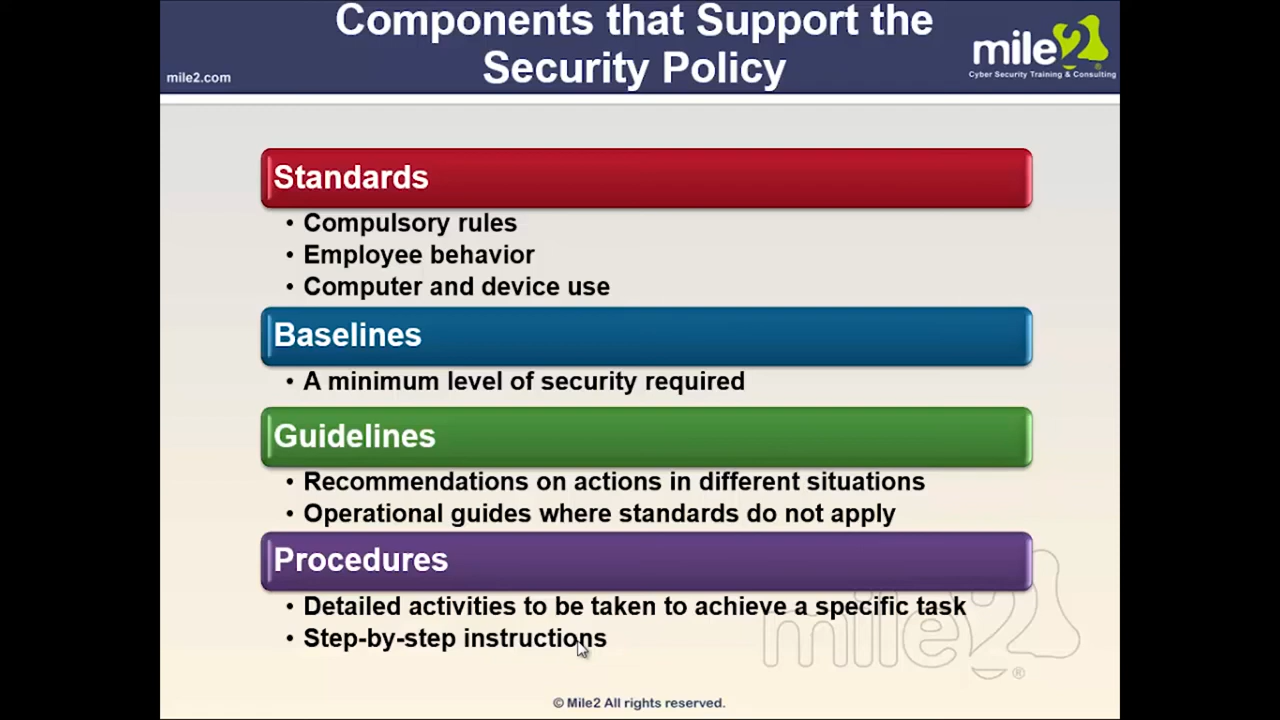 Components that Support the
Security Policy
mile2.com
mile2
®
Cyber Security Training & Consulting
Standards
• Compulsory rules
• Employee behavior
• Computer and device use
Baselines
• A minimum level of security required
Guidelines
• Recommendations on actions in different situations
• Operational guides where standards do not apply
Procedures
• Detailed activities to be taken to achieve a specific task
• Step-by-step instructions
mile2
®
© Mile2 All rights reserved.